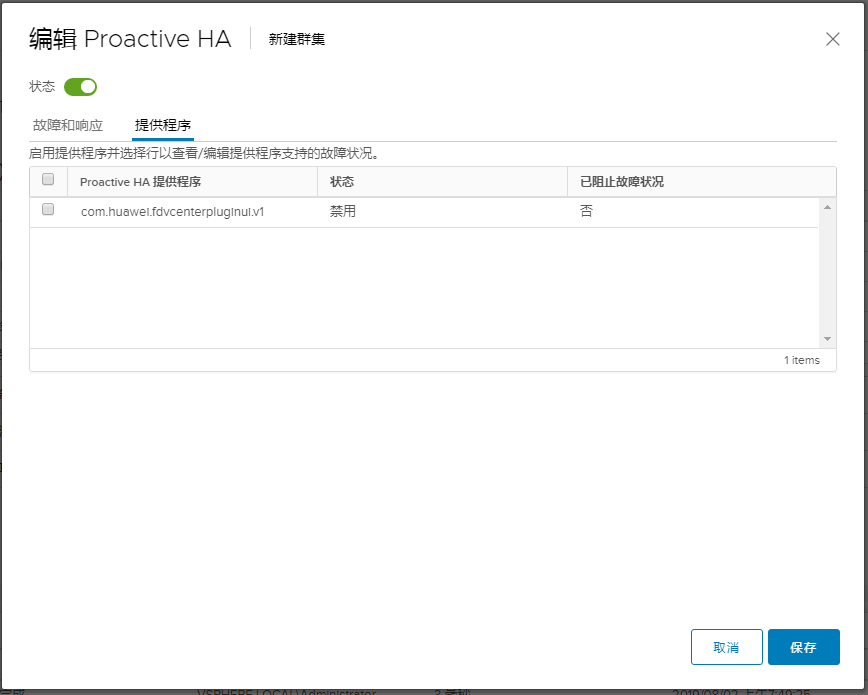 编辑 Proactive HA 新建群集
状态
故障和响应 提供程序
启用提供程序并选择行以查看/编辑提供程序支持的故障状况。
Proactive HA 提供程序 状态 已阻止故障状况
com.huawei.fdvcenterpluginui.v1 禁用 否
1 items
取消 保存